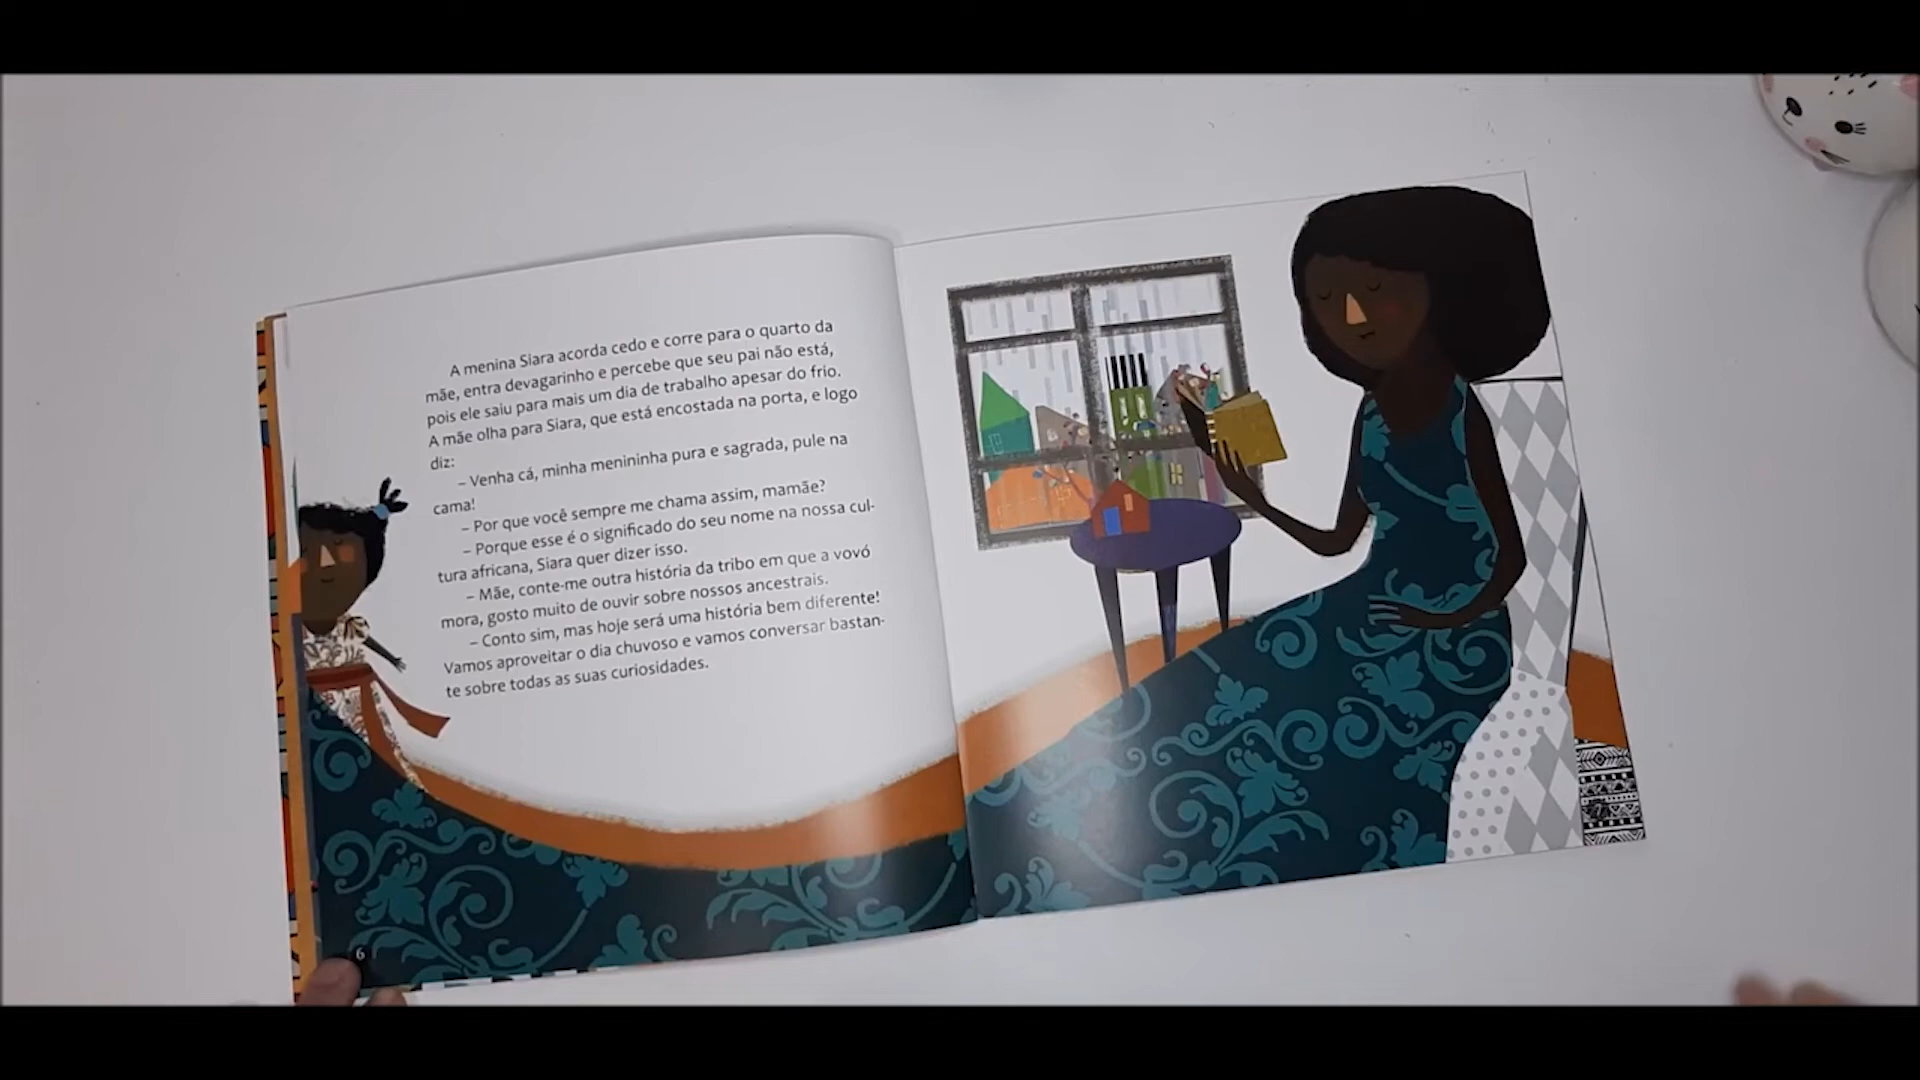 A menina Siara acorda cedo e corre para o quarto da
mãe, entra devagarinho e percebe que seu pai não está,
pois ele saiu para mais um dia de trabalho apesar do frio.
A mãe olha para Siara, que está encostada na porta, e logo
diz:
– Venha cá, minha menininha pura e sagrada, pule na
cama!
– Por que você sempre me chama assim, mamãe?
– Porque esse é o significado do seu nome na nossa cul-
tura africana, Siara quer dizer isso.
– Mãe, conte-me outra história da tribo em que a vovó
mora, gosto muito de ouvir sobre nossos ancestrais.
– Conto sim, mas hoje será uma história bem diferente!
Vamos aproveitar o dia chuvoso e vamos conversar bastan-
te sobre todas as suas curiosidades.
6